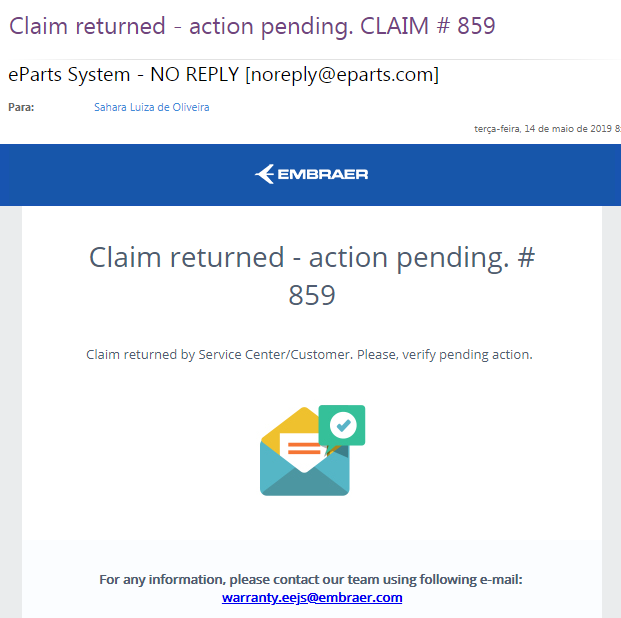 Claim returned - action pending. CLAIM # 859
eParts System - NO REPLY [noreply@eparts.com]
Para: Sahara Luiza de Oliveira
terça-feira, 14 de maio de 2019 8:
EMBRAER
Claim returned - action pending. #
859
Claim returned by Service Center/Customer. Please, verify pending action.
For any information, please contact our team using following e-mail:
warranty.eejs@embraer.com